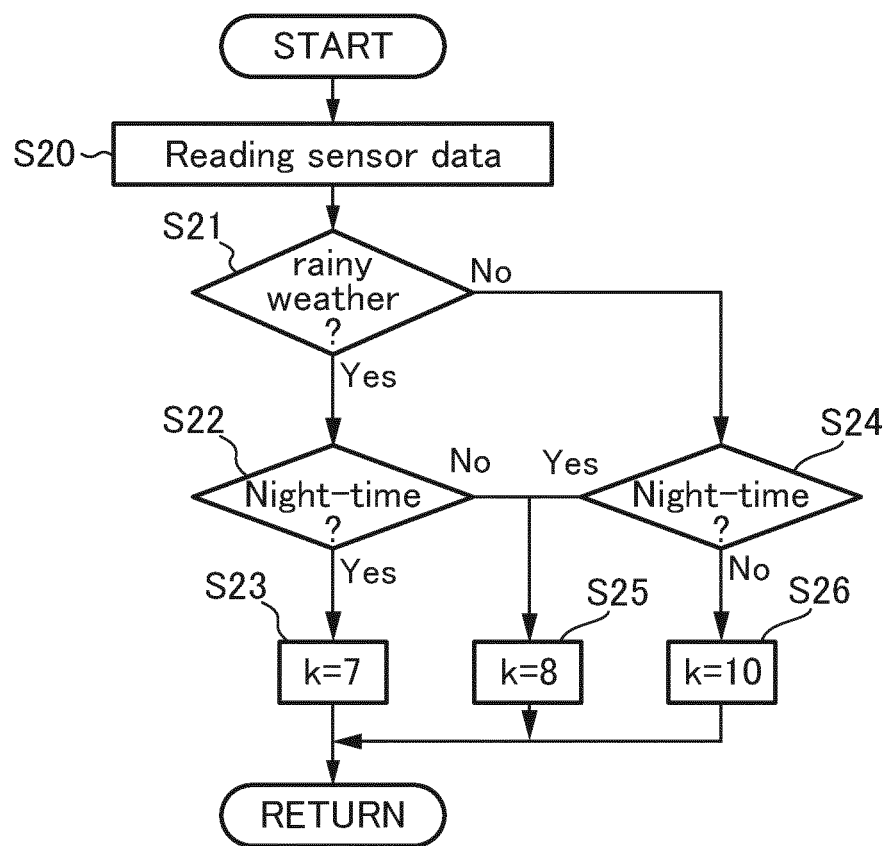 START
S20
Reading sensor data
S21
rainy
weather
?
No
Yes
S22
Night-time
?
No
Yes
S24
Night-time
?
Yes
No
S23
k=7
S25
k=8
S26
k=10
RETURN